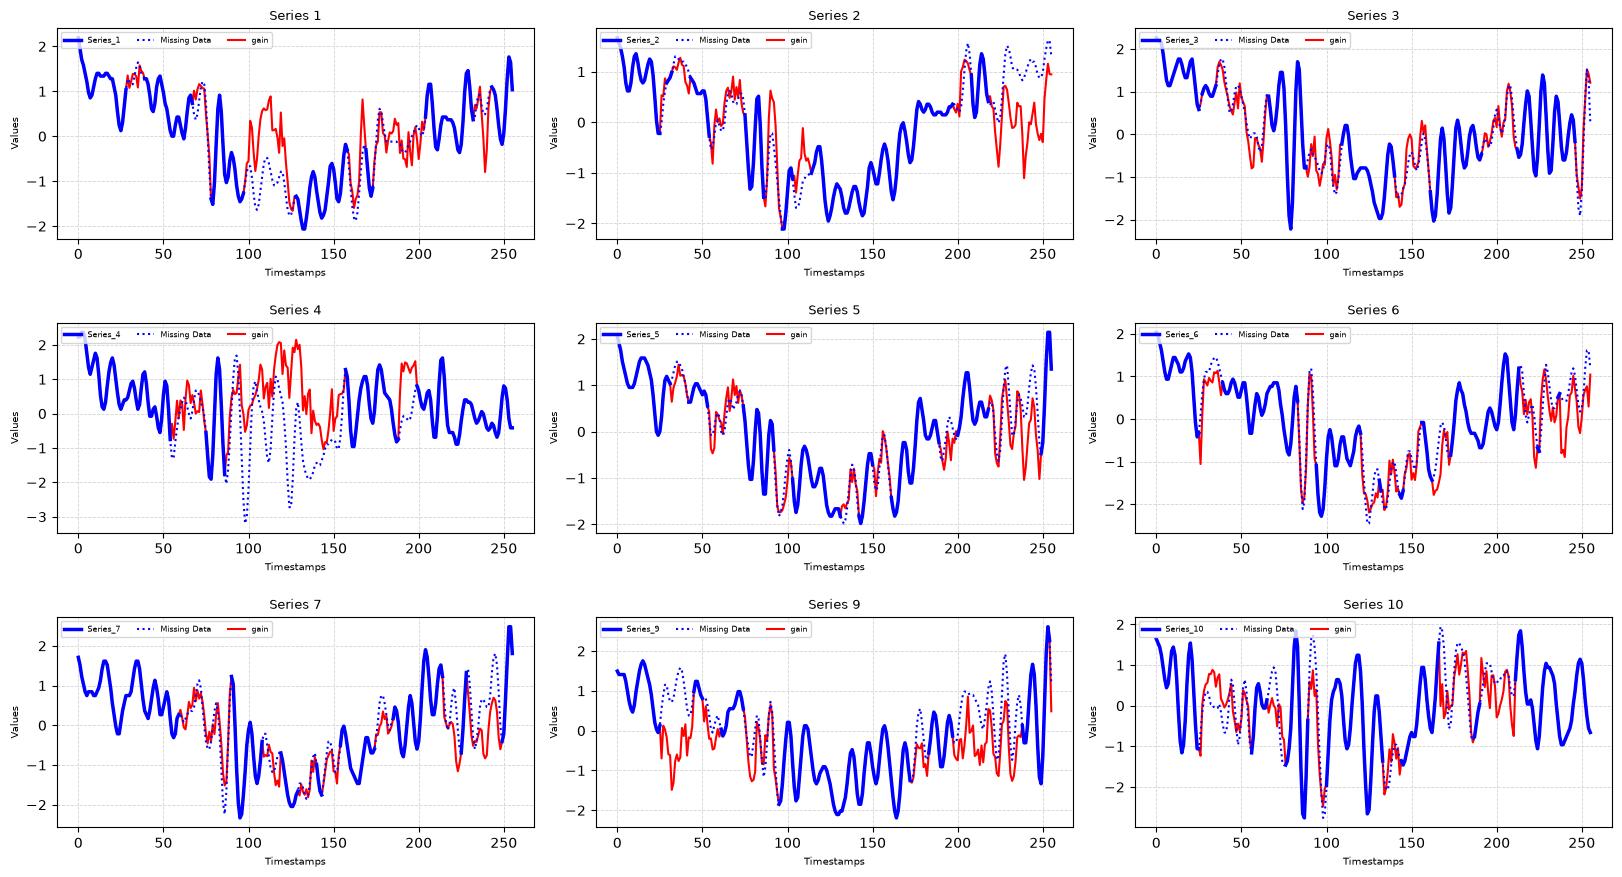 Series 1
Series_1 Missing Data gain
Values
2
1
0
−1
−2
0 50 100 150 200 250
Timestamps
Series 2
Series_2 Missing Data gain
Values
1
0
−1
−2
0 50 100 150 200 250
Timestamps
Series 3
Series_3 Missing Data gain
Values
2
1
0
−1
−2
0 50 100 150 200 250
Timestamps
Series 4
Series_4 Missing Data gain
Values
2
1
0
−1
−2
−3
0 50 100 150 200 250
Timestamps
Series 5
Series_5 Missing Data gain
Values
2
1
0
−1
−2
0 50 100 150 200 250
Timestamps
Series 6
Series_6 Missing Data gain
Values
2
1
0
−1
−2
0 50 100 150 200 250
Timestamps
Series 7
Series_7 Missing Data gain
Values
2
1
0
−1
−2
0 50 100 150 200 250
Timestamps
Series 9
Series_9 Missing Data gain
Values
2
1
0
−1
−2
0 50 100 150 200 250
Timestamps
Series 10
Series_10 Missing Data gain
Values
2
1
0
−1
−2
0 50 100 150 200 250
Timestamps